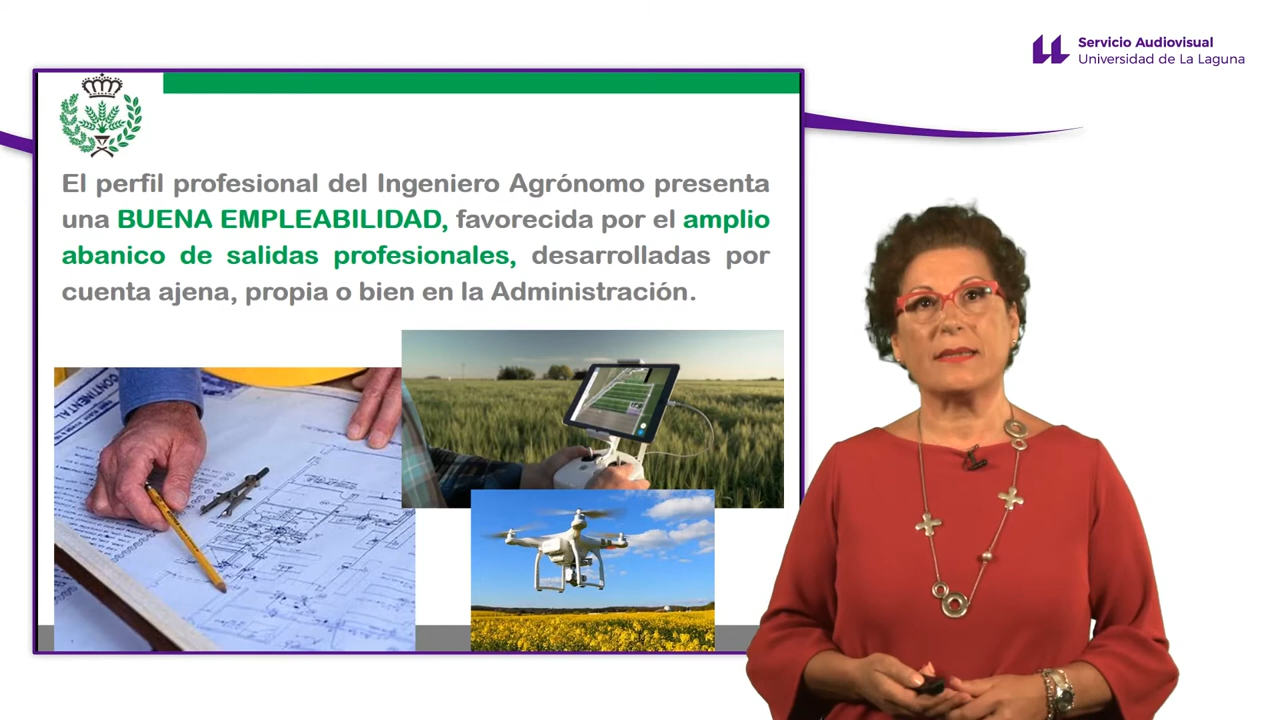 Servicio Audiovisual
Universidad de La Laguna
El perfil profesional del Ingeniero Agrónomo presenta
una BUENA EMPLEABILIDAD, favorecida por el amplio
abanico de salidas profesionales, desarrolladas por
cuenta ajena, propia o bien en la Administración.
CONTINENTAL